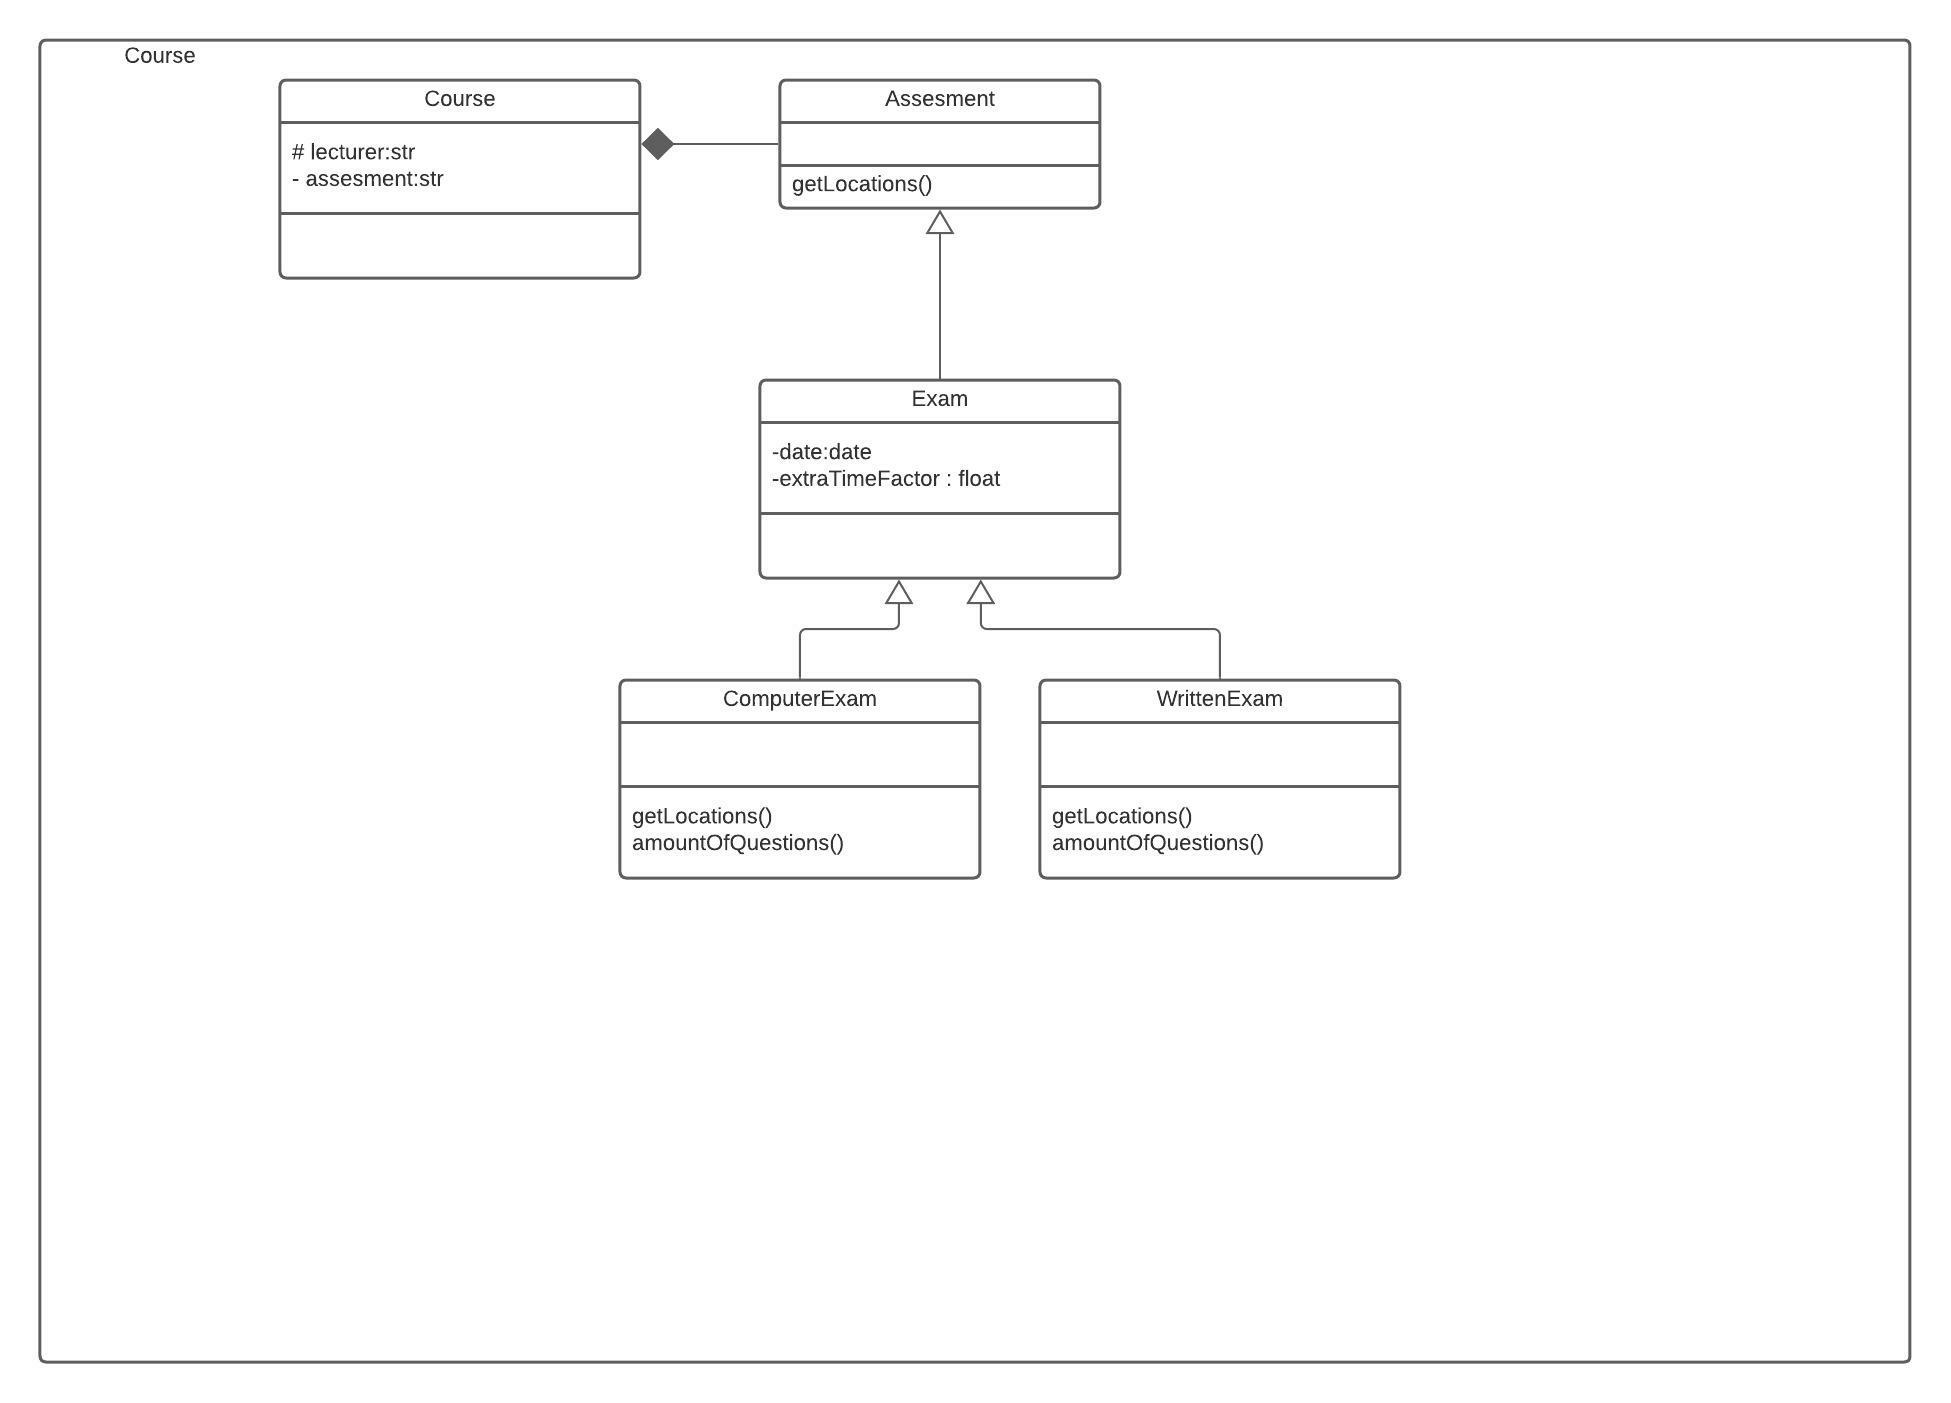 Course
Course
# lecturer:str
- assesment:str
Assesment
getLocations()
Exam
-date:date
-extraTimeFactor : float
ComputerExam
getLocations()
amountOfQuestions()
WrittenExam
getLocations()
amountOfQuestions()